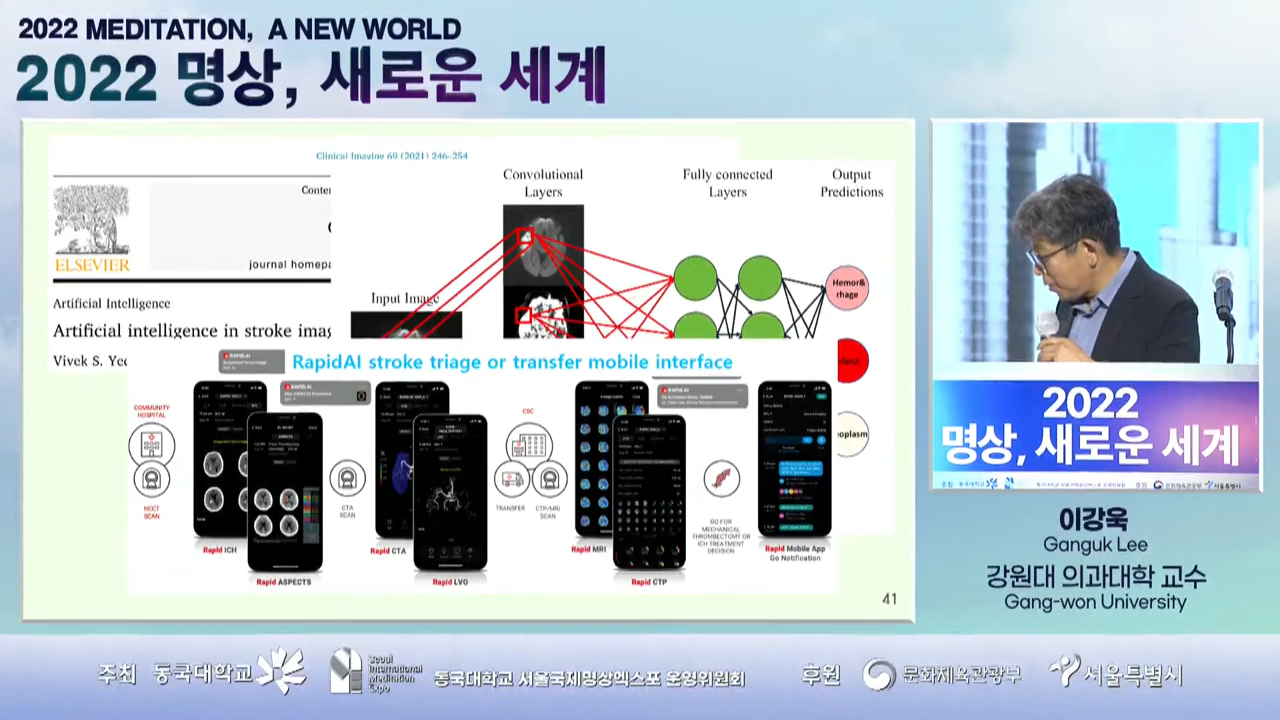 2022 MEDITATION, A NEW WORLD
2022 명상, 새로운 세계
Clinical Imaging 69 (2021) 246–254
ELSEVIER
journal homepa
Artificial Intelligence
Artificial intelligence in stroke imag
Vivek S. Yee
Convolutional
Layers
Fully connected
Layers
Output
Predictions
Input Image
Hemor&
rhage
oplasm
RapidAI stroke triage or transfer mobile interface
COMMUNITY
HOSPITAL
NCCT
SCAN
Rapid ICH
Rapid ASPECTS
CTA
SCAN
Rapid CTA
Rapid LVO
CSC
TRANSFER
CTP/MRI
SCAN
Rapid MRI
Rapid CTP
GO FOR
MECHANICAL
THROMBECTOMY OR
ICH TREATMENT
DECISION
Rapid Mobile App
Go Notification
41
2022
명상, 새로운 세계
이강욱
Ganguk Lee
강원대 의과대학 교수
Gang-won University
주최 동국대학교
Seoul
International
Meditation
Expo
동국대학교 서울국제명상엑스포 운영위원회
후원 문화체육관광부 서울특별시